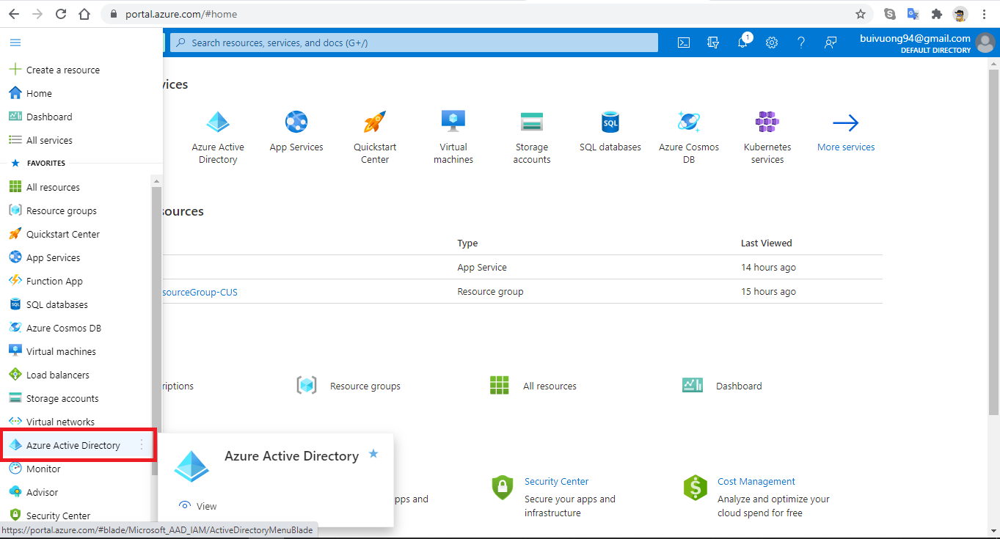 portal.azure.com/#home
Search resources, services, and docs (G+/)
1
buivuong94@gmail.com
DEFAULT DIRECTORY
Create a resource
Home
Dashboard
All services
FAVORITES
All resources
Resource groups
Quickstart Center
App Services
Function App
SQL databases
Azure Cosmos DB
Virtual machines
Load balancers
Storage accounts
Virtual networks
Azure Active Directory
Monitor
Advisor
Security Center
vices
Azure Active
Directory
App Services
Quickstart
Center
Virtual
machines
Storage
accounts
SQL
SQL databases
Azure Cosmos
DB
Kubernetes
services
More services
ources
Type
Last Viewed
App Service
14 hours ago
sourceGroup-CUS
Resource group
15 hours ago
riptions
Resource groups
All resources
Dashboard
Azure Active Directory
View
pps and
Security Center
Secure your apps and
infrastructure
Cost Management
Analyze and optimize your
cloud spend for free
https://portal.azure.com/#blade/Microsoft_AAD_IAM/ActiveDirectoryMenuBlade